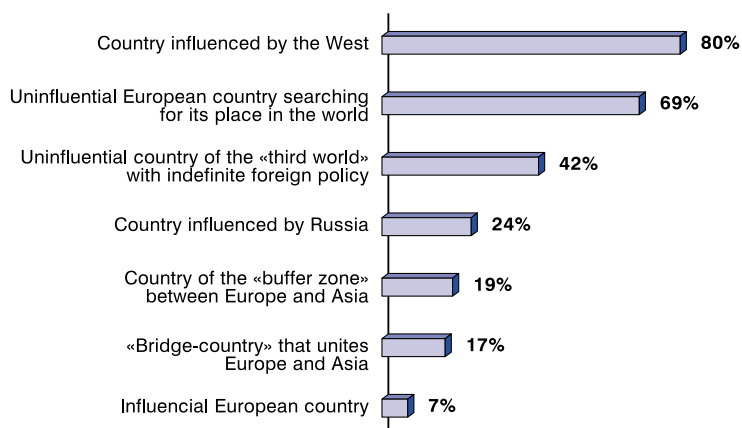 Country influenced by the West
80%
Uninfluential European country searching
for its place in the world
69%
Uninfluential country of the «third world»
with indefinite foreign policy
42%
Country influenced by Russia
24%
Country of the «buffer zone»
between Europe and Asia
19%
«Bridge-country» that unites
Europe and Asia
17%
Influencial European country
7%